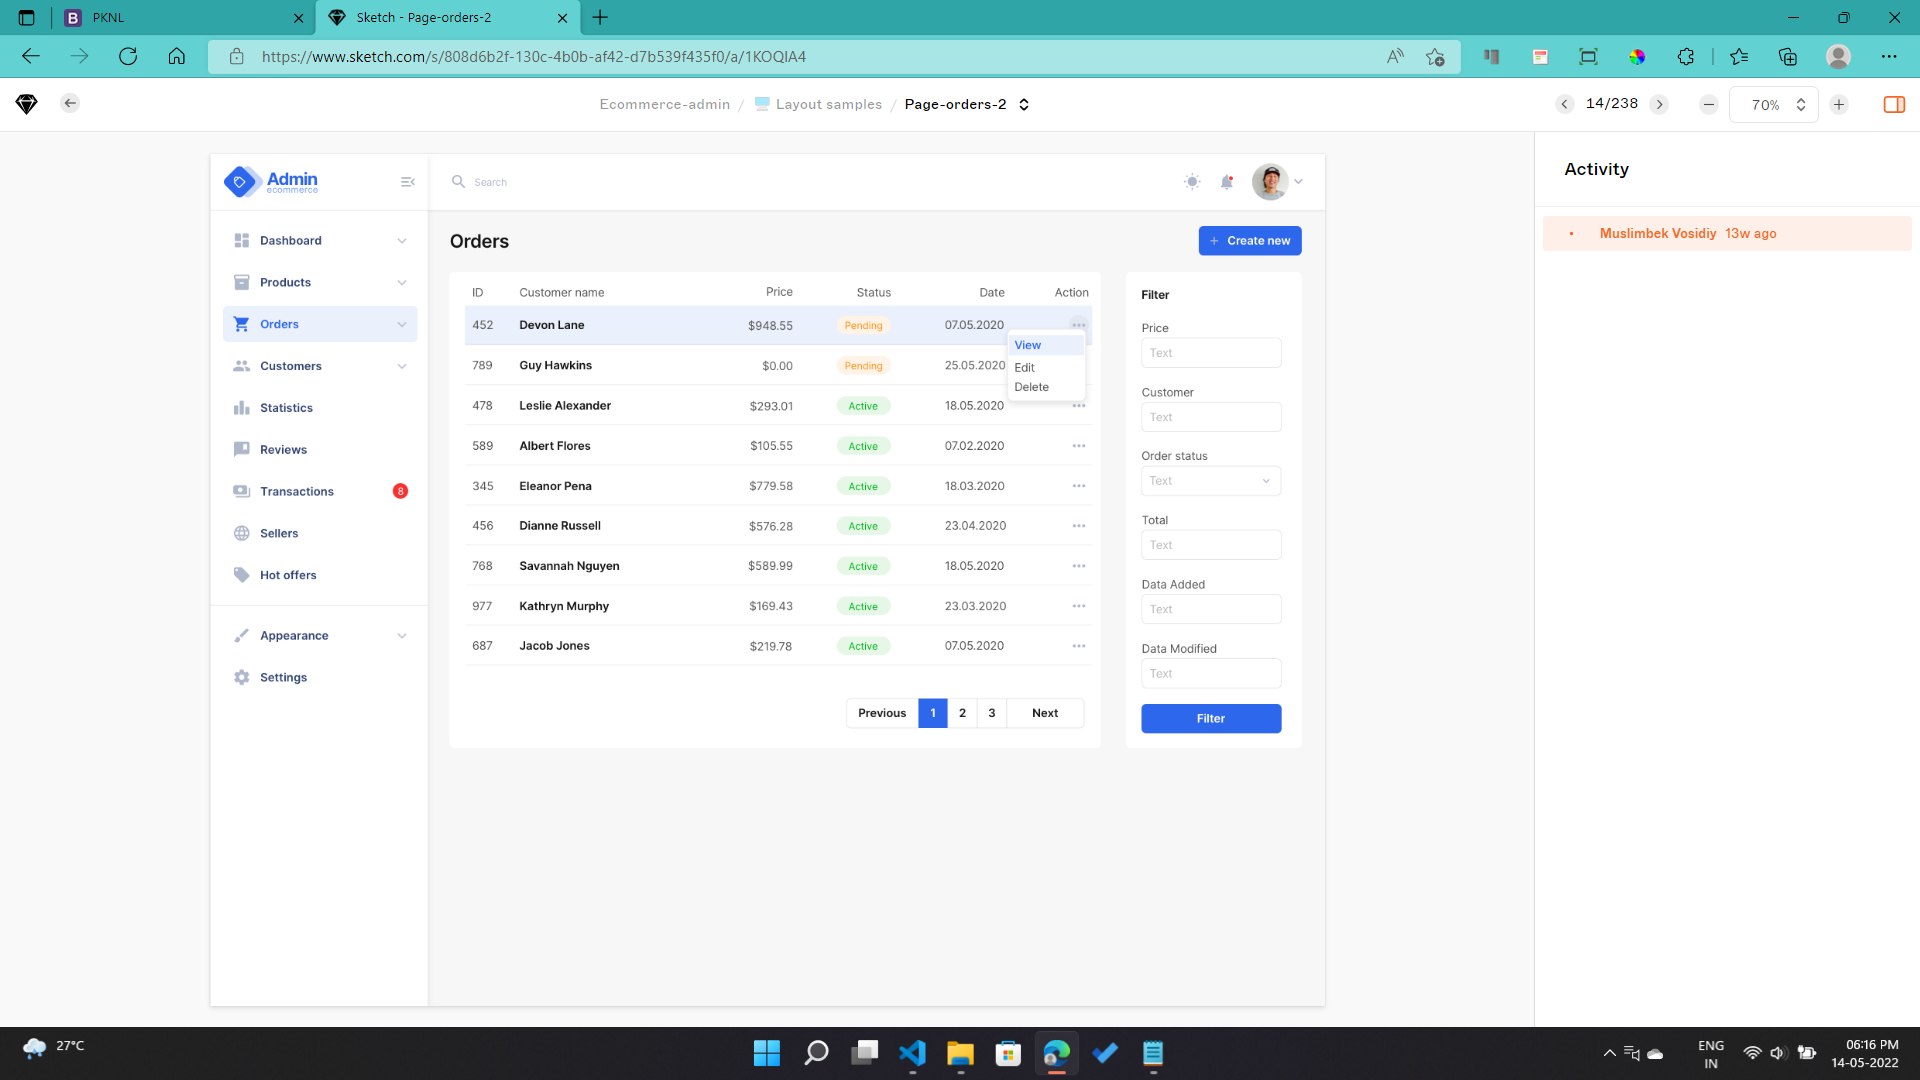 PKNL
Sketch - Page-orders-2
https://www.sketch.com/s/808d6b2f-130c-4b0b-af42-d7b539f435f0/a/1KOQIA4
Ecommerce-admin / Layout samples / Page-orders-2
14/238
70%
Activity
Muslimbek Vosidiy 13w ago
Admin
ecommerce
Search
Dashboard
Products
Orders
Customers
Statistics
Reviews
Transactions 8
Sellers
Hot offers
Appearance
Settings
Orders
+ Create new
ID Customer name Price Status Date Action
452 Devon Lane $948.55 Pending 07.05.2020
789 Guy Hawkins $0.00 Pending 25.05.2020
478 Leslie Alexander $293.01 Active 18.05.2020
589 Albert Flores $105.55 Active 07.02.2020
345 Eleanor Pena $779.58 Active 18.03.2020
456 Dianne Russell $576.28 Active 23.04.2020
768 Savannah Nguyen $589.99 Active 18.05.2020
977 Kathryn Murphy $169.43 Active 23.03.2020
687 Jacob Jones $219.78 Active 07.05.2020
View
Edit
Delete
Previous 1 2 3 Next
Filter
Price
Text
Customer
Text
Order status
Text
Total
Text
Data Added
Text
Data Modified
Text
Filter
27°C
ENG
IN
06:16 PM
14-05-2022